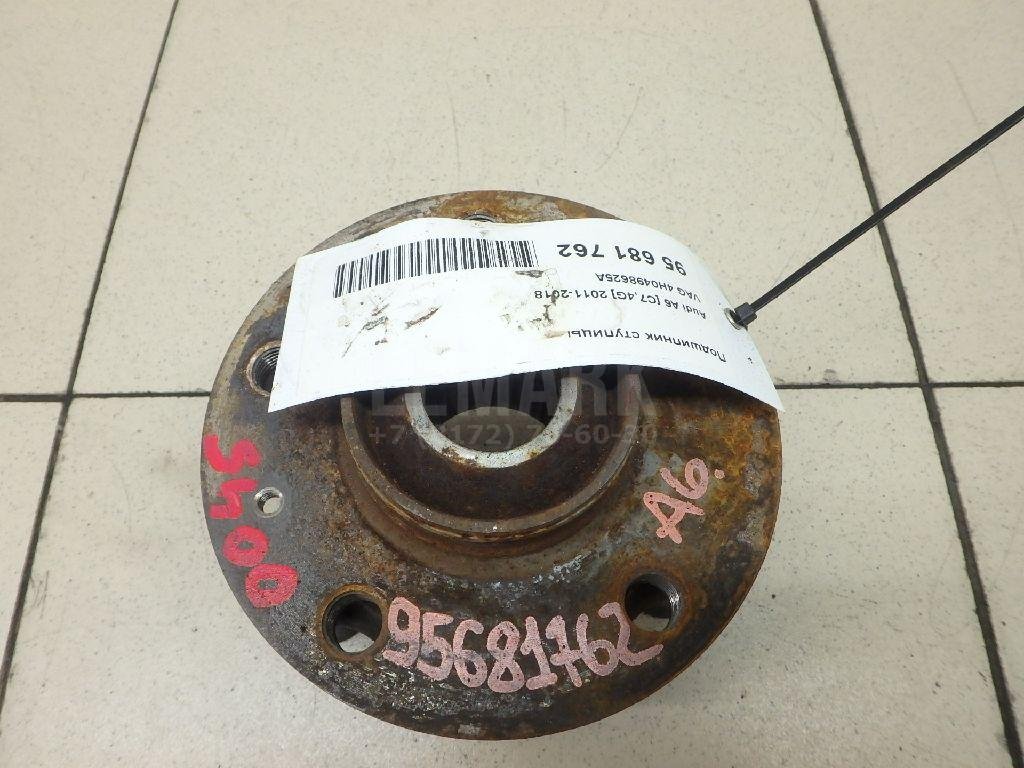 Подшипник ступицы
Audi A6 [C7,4G] 2011-2018
VAG 4H0498625A
95 681 762
S400
A6.
95681762